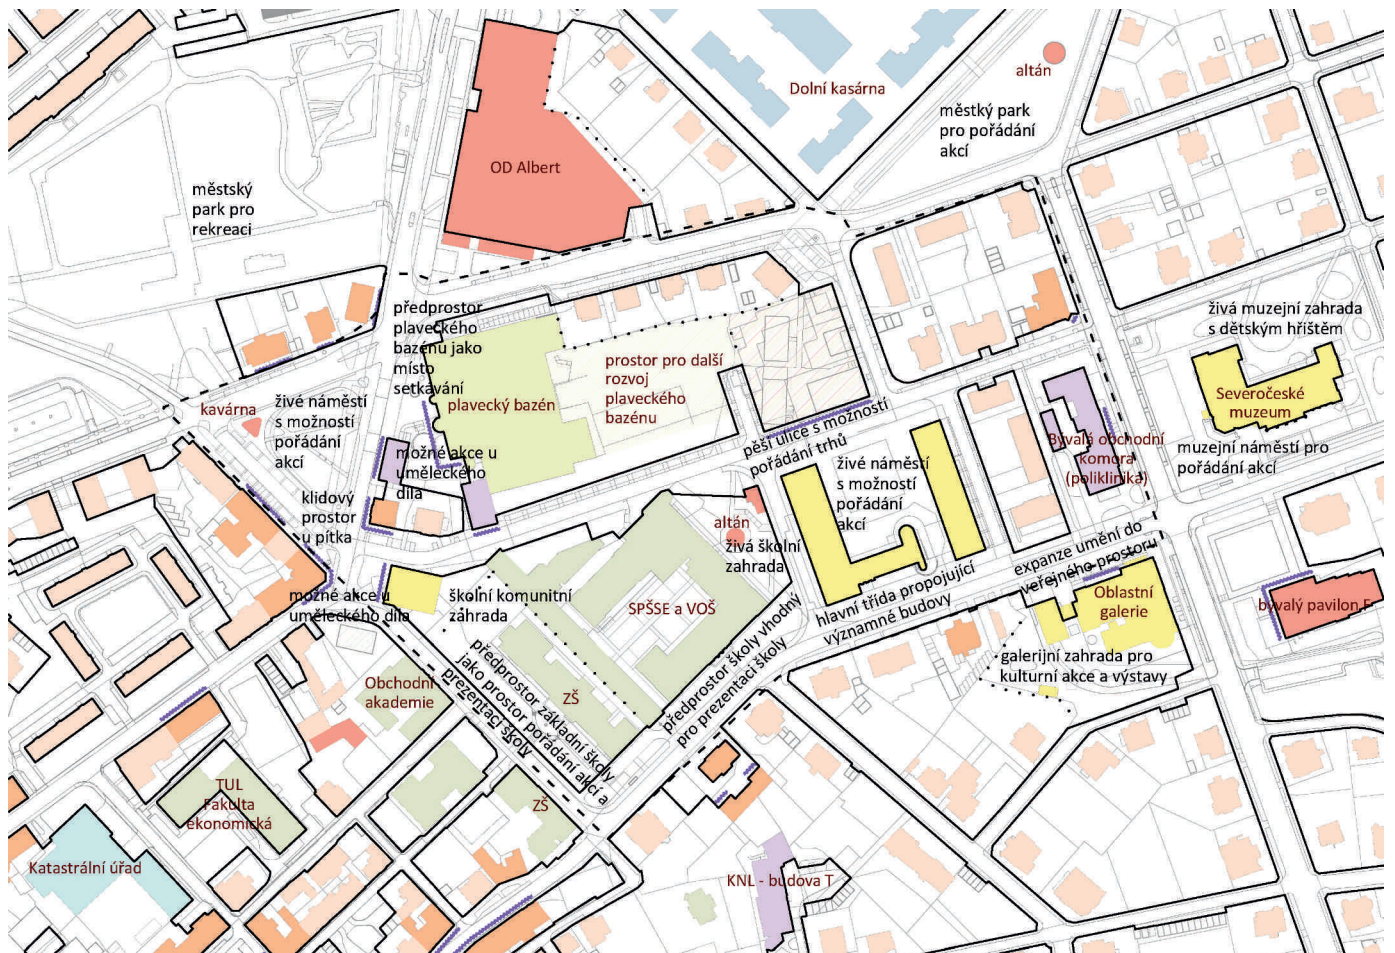 Dolní kasárna
altán
městký park
pro pořádání
akcí
OD Albert
městský
park pro
rekreaci
předprostor
plaveckého
bazénu jako
místo
setkávání
živá muzejní zahrada
s dětským hřištěm
prostor pro další
rozvoj
plaveckého
bazénu
plavecký bazén
kavárna
živé náměstí
s možností
pořádání
akcí
Severočeské
muzeum
pěší ulice s možností
pořádání trhů
Bývalá obchodní
komora
(poliklinika)
muzejní náměstí pro
pořádání akcí
možné akce u
uměleckého
díla
živé náměstí
s možností
pořádání
akcí
klidový
prostor
u pítka
altán
živá školní
zahrada
expanze umění do
veřejného prostoru
možné akce u
uměleckého díla
školní komunitní
záhrada
SPŠSE a VOŠ
hlavní třída propojující
významné budovy
Oblastní
galerie
bývalý pavilon F
předprostor školy vhodný
pro prezentaci školy
galerijní zahrada pro
kulturní akce a výstavy
předprostor základní školy
jako prostor pořádání akcí a
prezentaci školy
Obchodní
akademie
ZŠ
TUL
Fakulta
ekonomická
ZŠ
Katastrální úřad
KNL - budova T